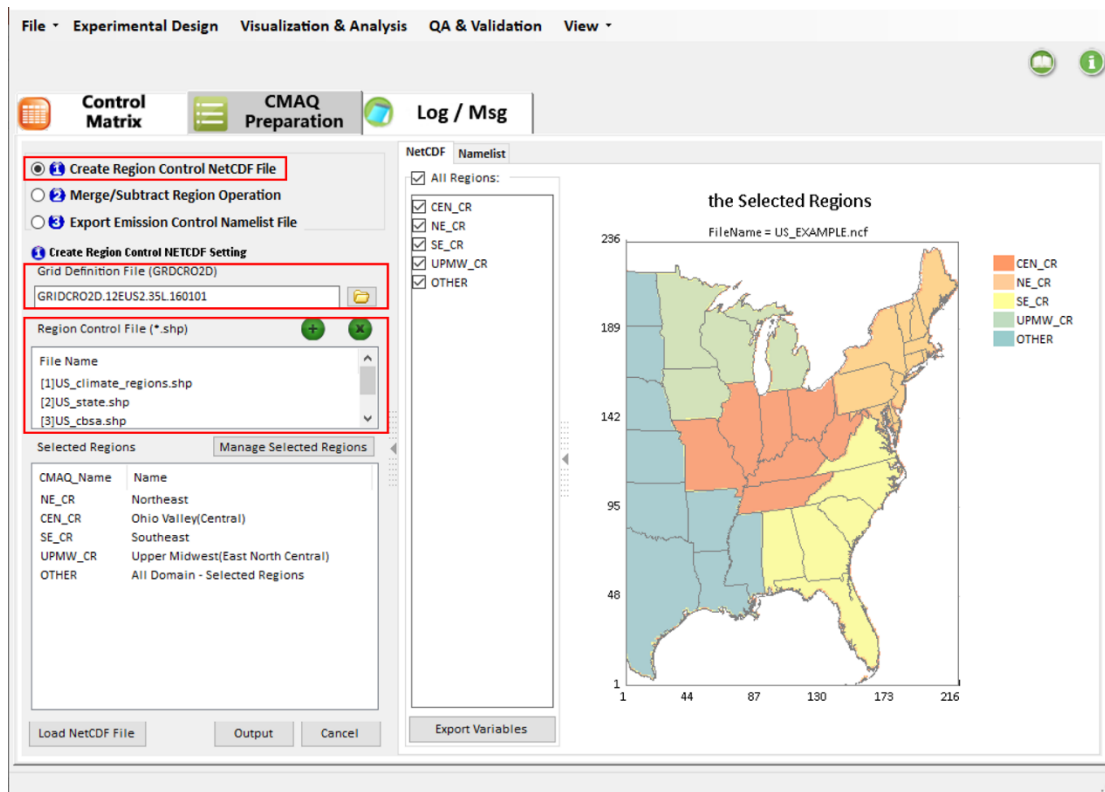 File Experimental Design Visualization & Analysis QA & Validation View
Control Matrix
CMAQ Preparation
Log / Msg
1 Create Region Control NetCDF File
2 Merge/Subtract Region Operation
3 Export Emission Control Namelist File
1 Create Region Control NETCDF Setting
Grid Definition File (GRDCRO2D)
GRIDCRO2D.12EUS2.35L.160101
Region Control File (*.shp)
File Name
[1]US_climate_regions.shp
[2]US_state.shp
[3]US_cbsa.shp
Selected Regions Manage Selected Regions
CMAQ_Name Name
NE_CR Northeast
CEN_CR Ohio Valley(Central)
SE_CR Southeast
UPMW_CR Upper Midwest(East North Central)
OTHER All Domain - Selected Regions
Load NetCDF File Output Cancel
NetCDF Namelist
All Regions:
CEN_CR
NE_CR
SE_CR
UPMW_CR
OTHER
Export Variables
the Selected Regions
FileName = US_EXAMPLE.ncf
236
189
142
95
48
1
1 44 87 130 173 216
CEN_CR
NE_CR
SE_CR
UPMW_CR
OTHER